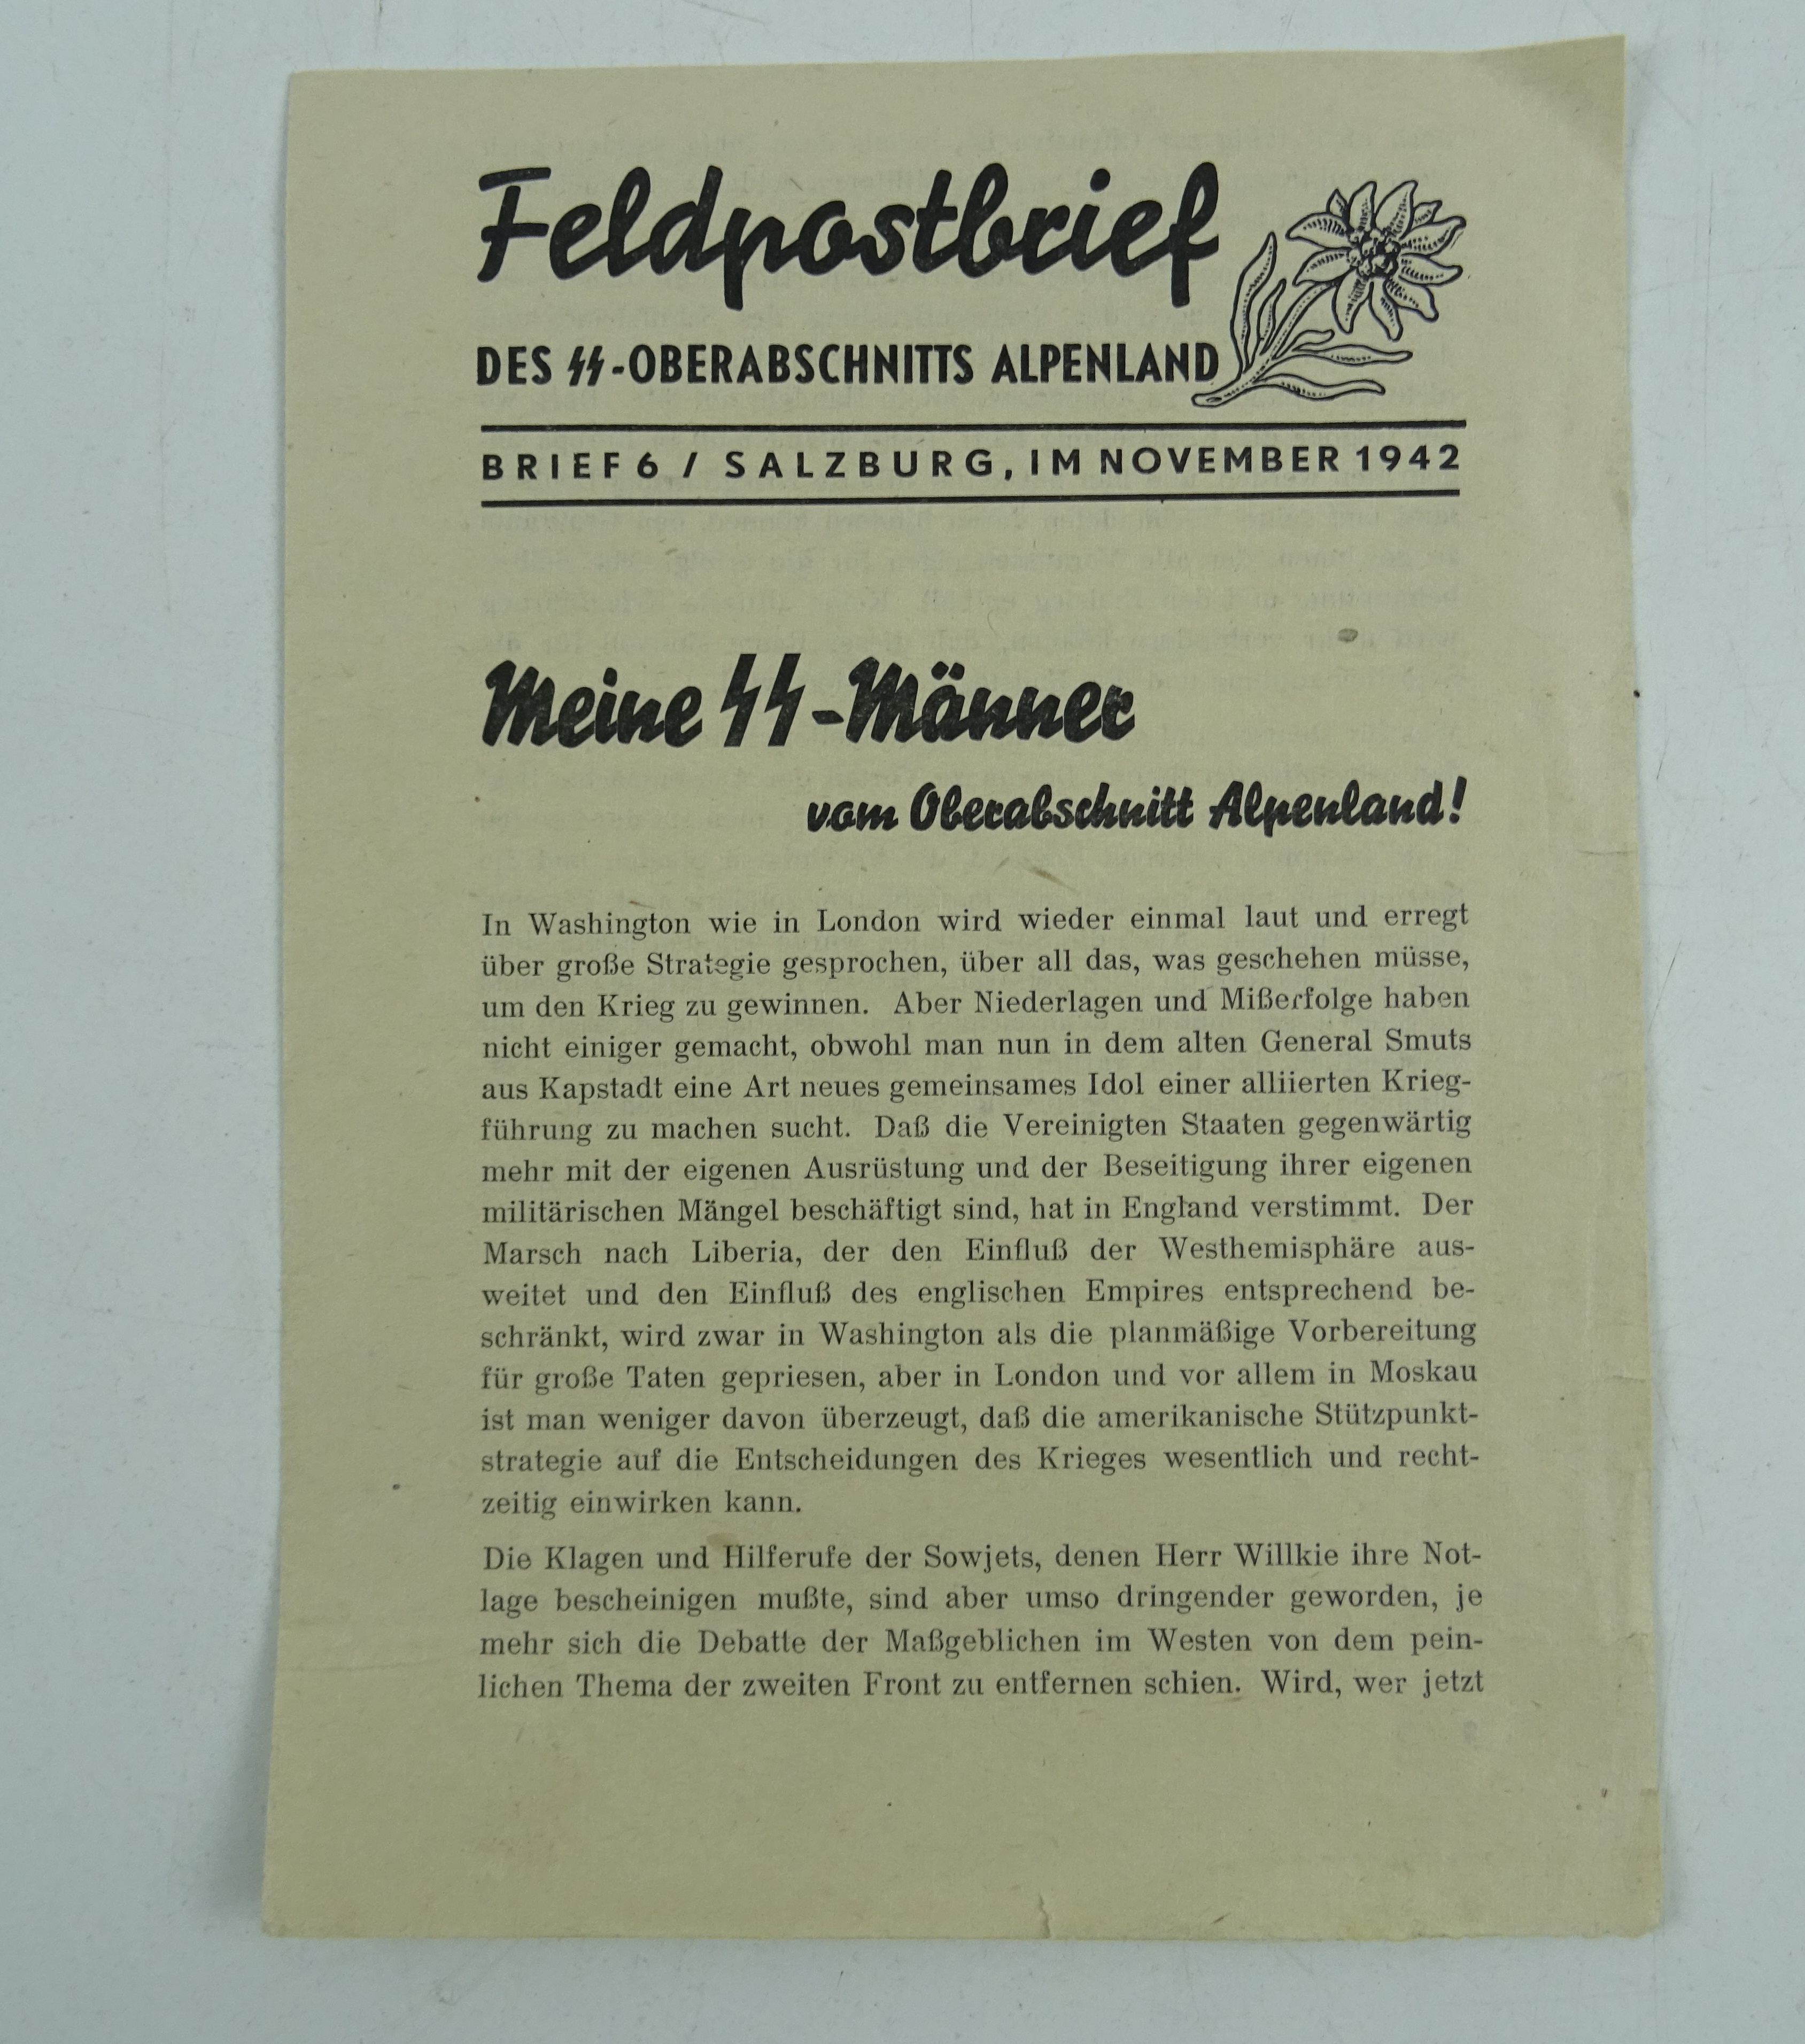 Feldpostbrief
DES SS-OBERABSCHNITTS ALPENLAND
BRIEF 6 / SALZBURG, IM NOVEMBER 1942
Meine SS-Männer
vom Oberabschnitt Alpenland!
In Washington wie in London wird wieder einmal laut und erregt
über große Strategie gesprochen, über all das, was geschehen müsse,
um den Krieg zu gewinnen. Aber Niederlagen und Mißerfolge haben
nicht einiger gemacht, obwohl man nun in dem alten General Smuts
aus Kapstadt eine Art neues gemeinsames Idol einer alliierten Krieg-
führung zu machen sucht. Daß die Vereinigten Staaten gegenwärtig
mehr mit der eigenen Ausrüstung und der Beseitigung ihrer eigenen
militärischen Mängel beschäftigt sind, hat in England verstimmt. Der
Marsch nach Liberia, der den Einfluß der Westhemisphäre aus-
weitet und den Einfluß des englischen Empires entsprechend be-
schränkt, wird zwar in Washington als die planmäßige Vorbereitung
für große Taten gepriesen, aber in London und vor allem in Moskau
ist man weniger davon überzeugt, daß die amerikanische Stützpunkt-
strategie auf die Entscheidungen des Krieges wesentlich und recht-
zeitig einwirken kann.
Die Klagen und Hilferufe der Sowjets, denen Herr Willkie ihre Not-
lage bescheinigen mußte, sind aber umso dringender geworden, je
mehr sich die Debatte der Maßgeblichen im Westen von dem pein-
lichen Thema der zweiten Front zu entfernen schien. Wird, wer jetzt